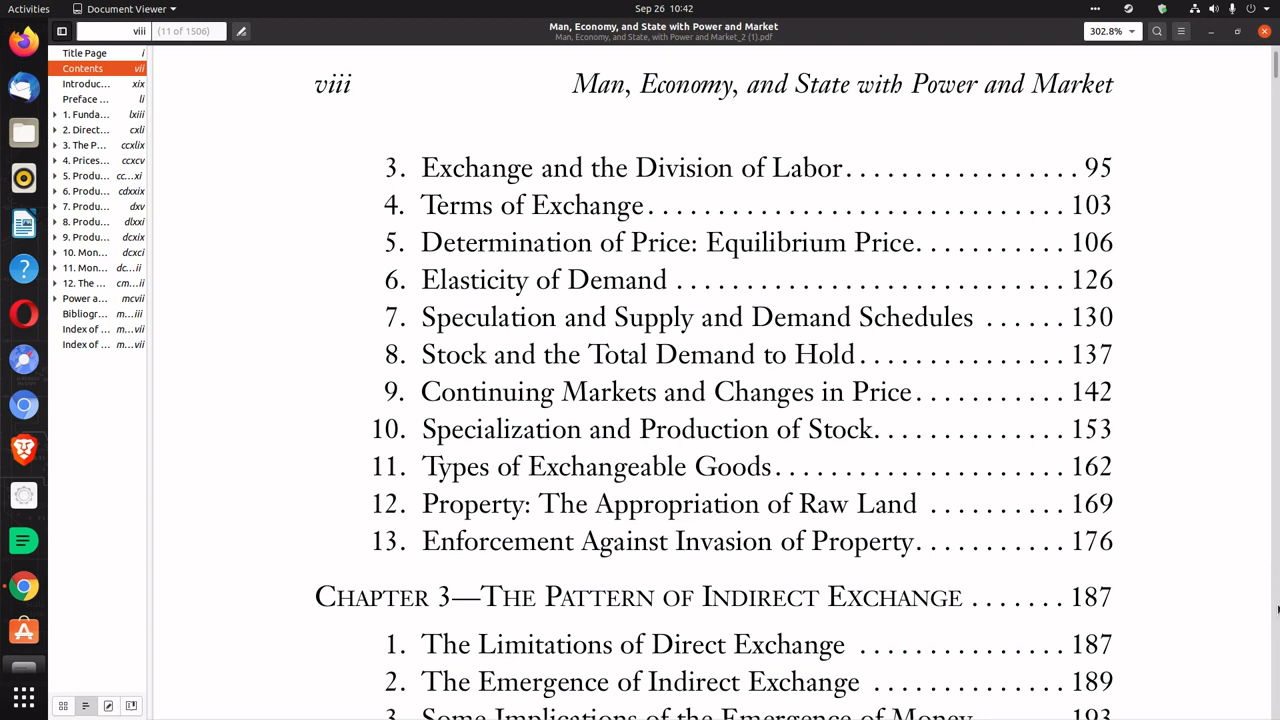 Activities
Document Viewer
Sep 26 10:42
viii
(11 of 1506)
Man, Economy, and State with Power and Market
Man, Economy, and State, with Power and Market_2 (1).pdf
302.8%
Title Page i
Contents vii
Introduc... xix
Preface ... li
1. Funda... lxiii
2. Direct... cxli
3. The P... ccxlix
4. Prices... ccxcv
5. Produ... cc...xi
6. Produ... cdxxix
7. Produ... dxv
8. Produ... dlxxi
9. Produ... dcxix
10. Mon... dcxci
11. Mon... dc...ii
12. The ... cm...ii
Power a... mcvii
Bibliogr... m...iii
Index of ... m...vii
Index of ... m...vii
viii Man, Economy, and State with Power and Market
3. Exchange and the Division of Labor. . . . . . . . . . . . . . . . . 95
4. Terms of Exchange. . . . . . . . . . . . . . . . . . . . . . . . . . . . . . 103
5. Determination of Price: Equilibrium Price. . . . . . . . . . . 106
6. Elasticity of Demand . . . . . . . . . . . . . . . . . . . . . . . . . . . . 126
7. Speculation and Supply and Demand Schedules . . . . . . 130
8. Stock and the Total Demand to Hold. . . . . . . . . . . . . . . 137
9. Continuing Markets and Changes in Price. . . . . . . . . . . 142
10. Specialization and Production of Stock. . . . . . . . . . . . . . 153
11. Types of Exchangeable Goods. . . . . . . . . . . . . . . . . . . . . 162
12. Property: The Appropriation of Raw Land . . . . . . . . . . 169
13. Enforcement Against Invasion of Property. . . . . . . . . . . 176
Chapter 3—The Pattern of Indirect Exchange . . . . . . . 187
1. The Limitations of Direct Exchange . . . . . . . . . . . . . . . 187
2. The Emergence of Indirect Exchange . . . . . . . . . . . . . . 189
3. Some Implications of the Emergence of Money. . . . . . . 193